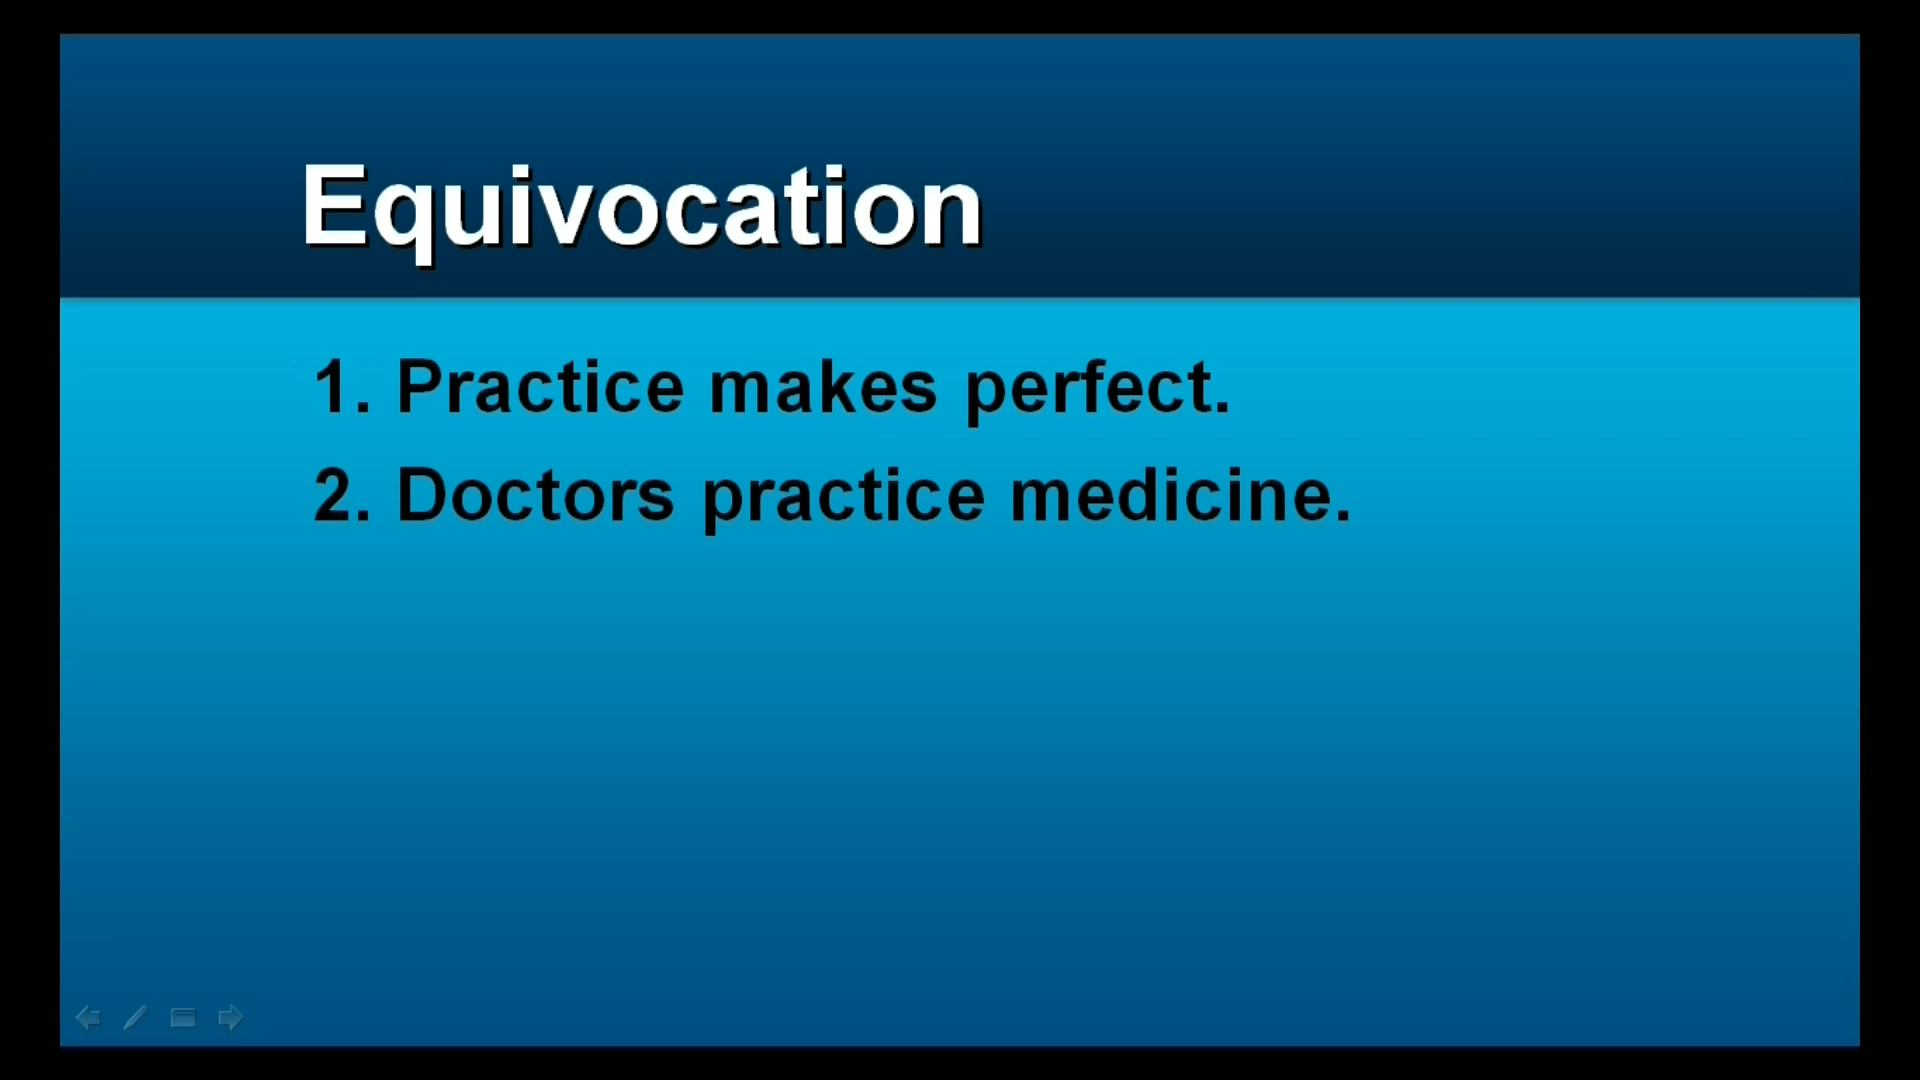 Equivocation
1. Practice makes perfect.
2. Doctors practice medicine.